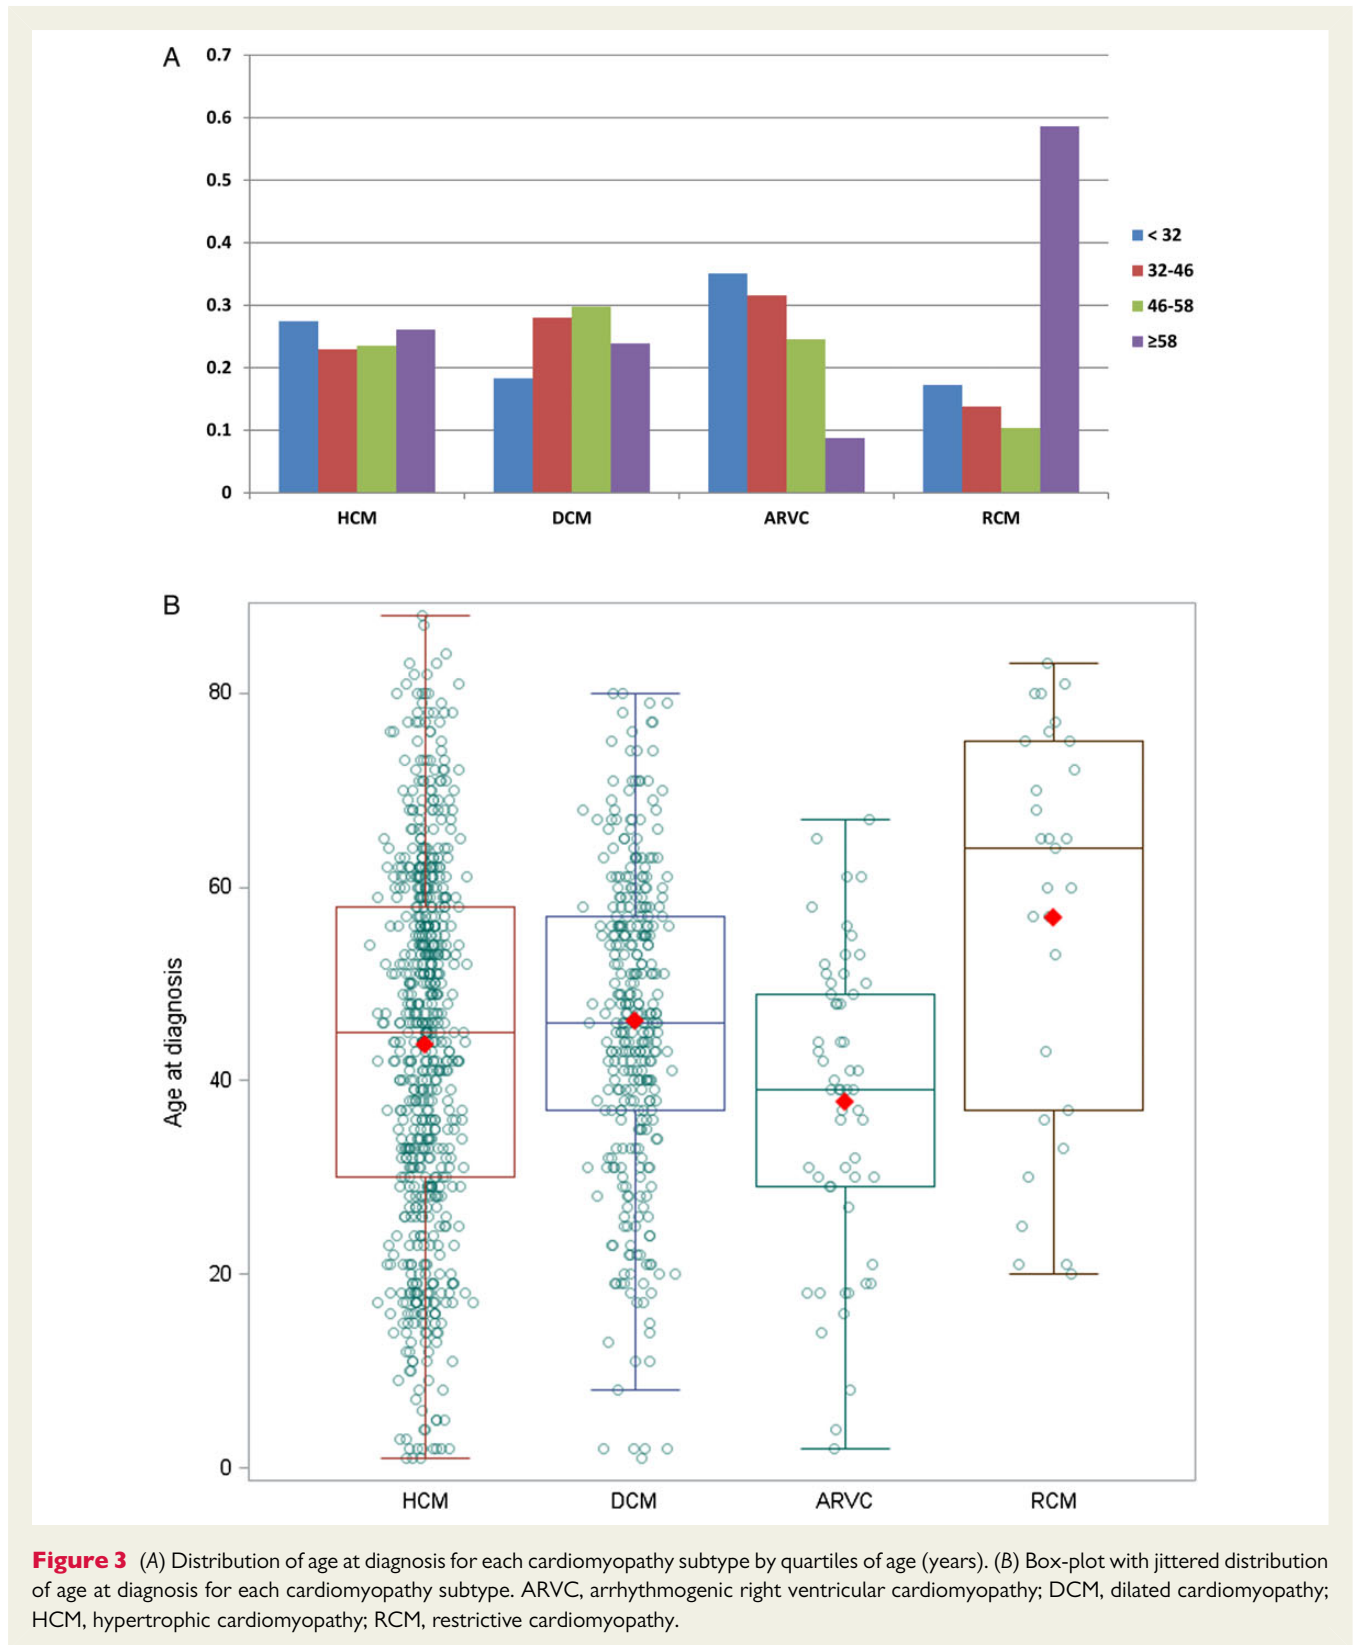 A
0.7
0.6
0.5
0.4
0.3
0.2
0.1
0
HCM DCM ARVC RCM
< 32
32-46
46-58
≥58
B
Age at diagnosis
80
60
40
20
0
HCM DCM ARVC RCM
Figure 3 (A) Distribution of age at diagnosis for each cardiomyopathy subtype by quartiles of age (years). (B) Box-plot with jittered distribution
of age at diagnosis for each cardiomyopathy subtype. ARVC, arrhythmogenic right ventricular cardiomyopathy; DCM, dilated cardiomyopathy;
HCM, hypertrophic cardiomyopathy; RCM, restrictive cardiomyopathy.